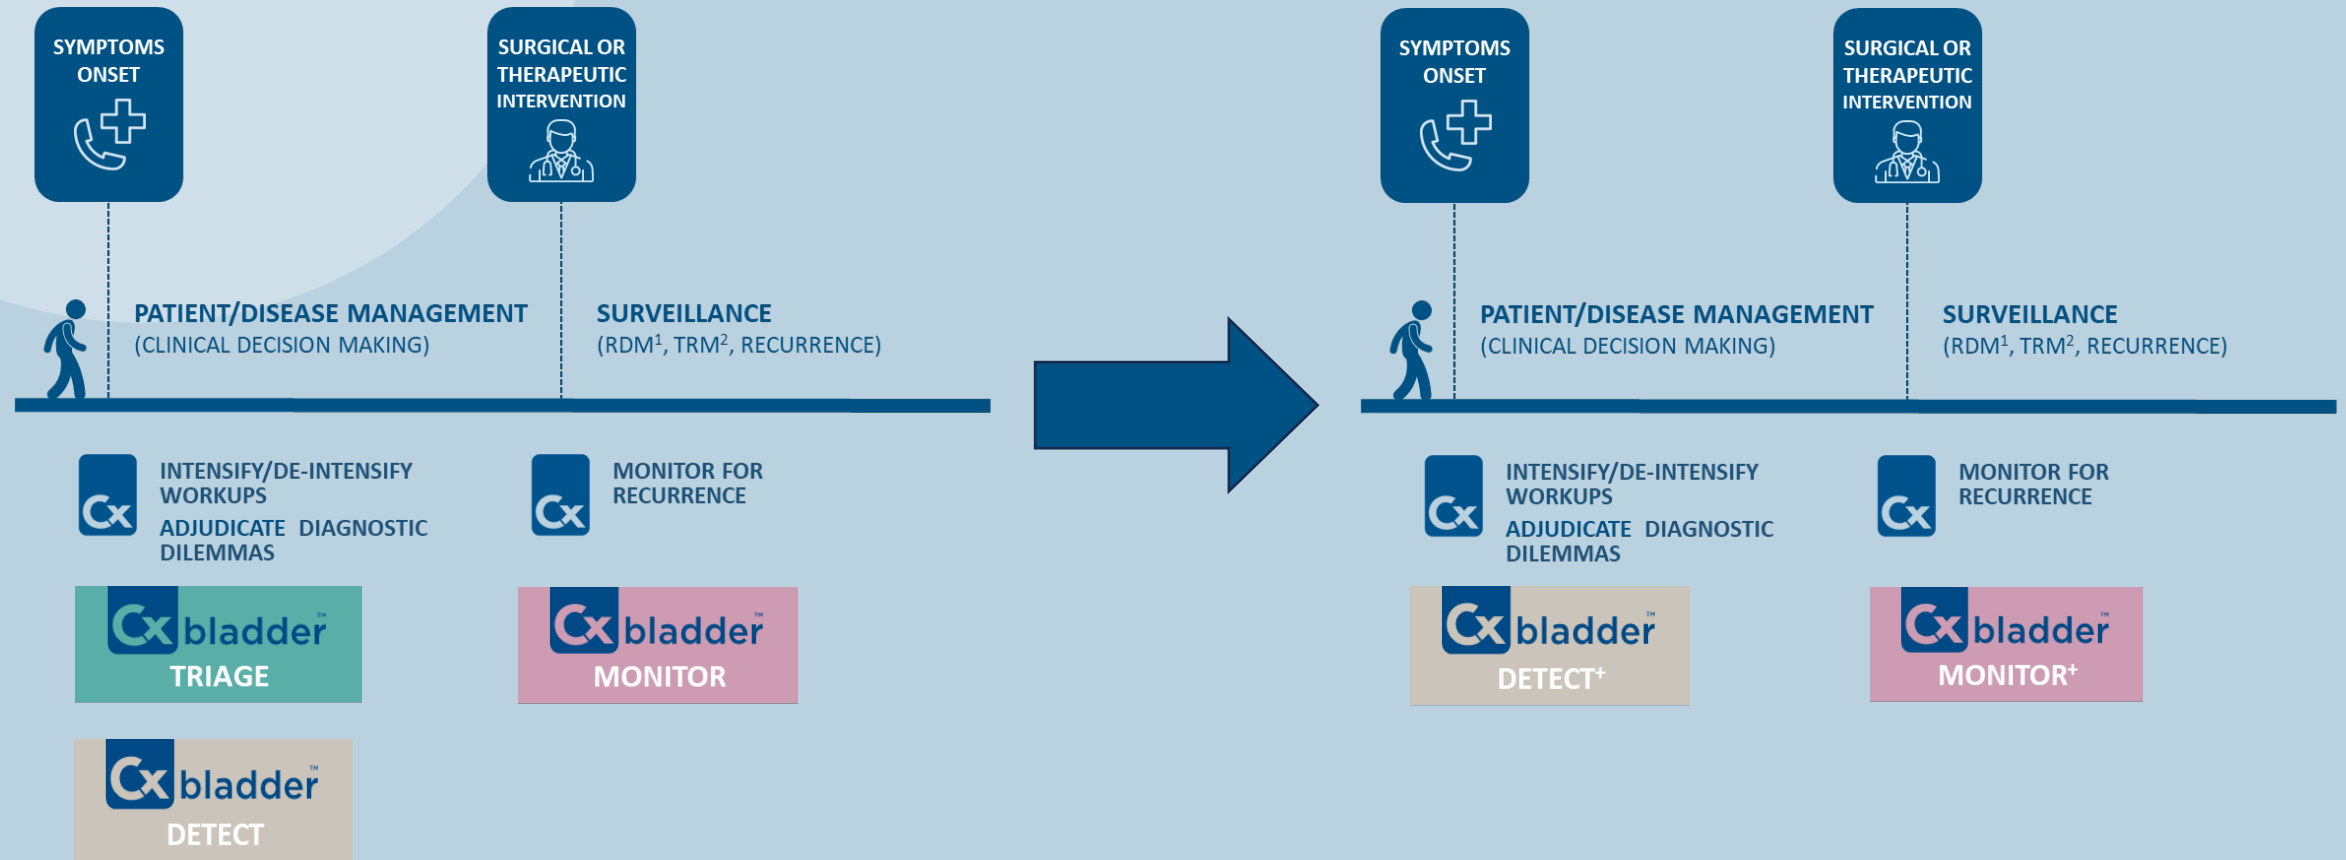 SYMPTOMS
ONSET
SURGICAL OR
THERAPEUTIC
INTERVENTION
PATIENT/DISEASE MANAGEMENT
(CLINICAL DECISION MAKING)
SURVEILLANCE
(RDM¹, TRM², RECURRENCE)
Cx
INTENSIFY/DE-INTENSIFY
WORKUPS
ADJUDICATE DIAGNOSTIC
DILEMMAS
Cx
MONITOR FOR
RECURRENCE
Cx bladder™
TRIAGE
Cx bladder™
MONITOR
Cx bladder™
DETECT
SYMPTOMS
ONSET
SURGICAL OR
THERAPEUTIC
INTERVENTION
PATIENT/DISEASE MANAGEMENT
(CLINICAL DECISION MAKING)
SURVEILLANCE
(RDM¹, TRM², RECURRENCE)
Cx
INTENSIFY/DE-INTENSIFY
WORKUPS
ADJUDICATE DIAGNOSTIC
DILEMMAS
Cx
MONITOR FOR
RECURRENCE
Cx bladder™
DETECT⁺
Cx bladder™
MONITOR⁺